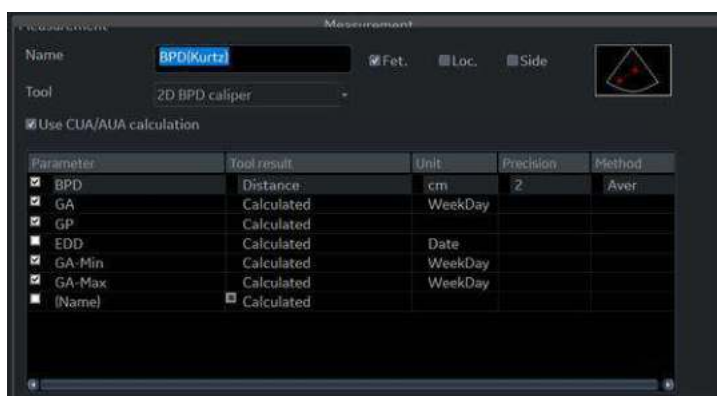 Measurement
Measurement
Name BPD(Kurtz) Fet. Loc. Side
Tool 2D BPD caliper
Use CUA/AUA calculation
Parameter Tool result Unit Precision Method
BPD Distance cm 2 Aver
GA Calculated WeekDay
GP Calculated
EDD Calculated Date
GA-Min Calculated WeekDay
GA-Max Calculated WeekDay
(Name) Calculated